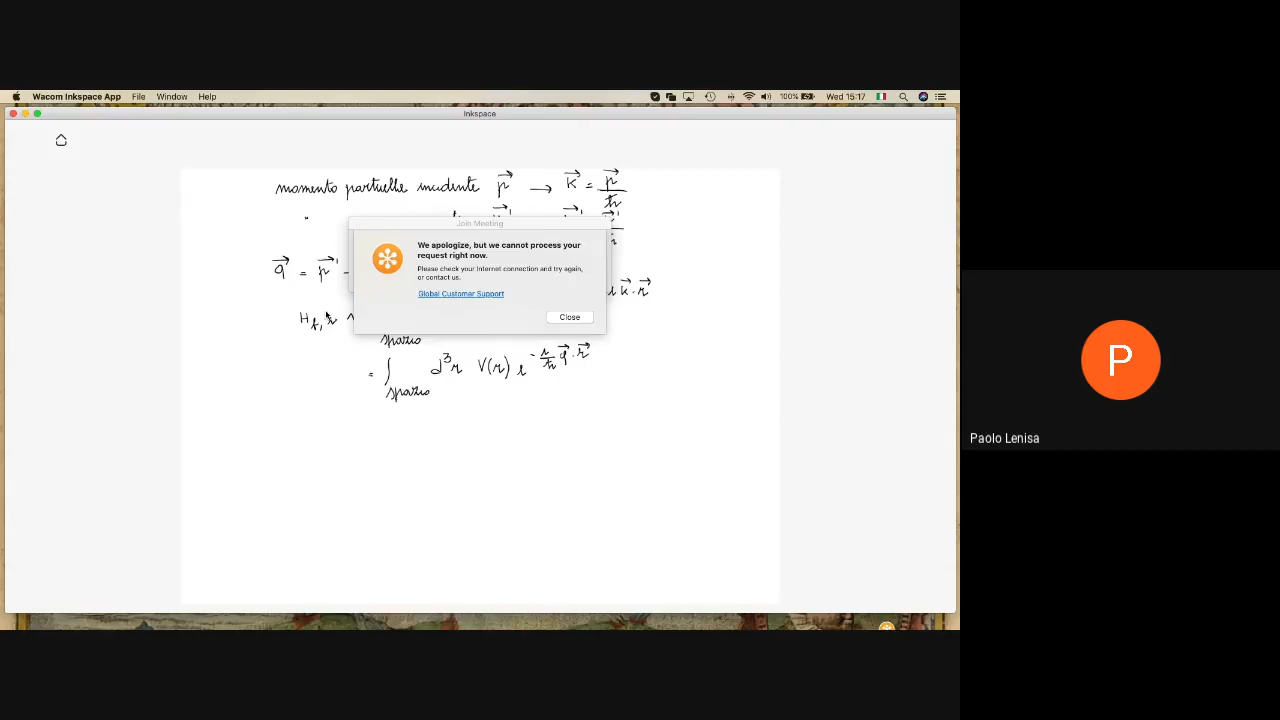 Wacom Inkspace App File Window Help 100% Wed 15:17
Inkspace
momento particelle incidente p⃗ → k⃗ = p⃗/ħ
"
Join Meeting
We apologize, but we cannot process your
request right now.
q⃗ = p⃗' -
Please check your Internet connection and try again,
or contact us.
Global Customer Support
i k⃗·r⃗
Close
H f,i
spazio
= ∫ d³r V(r) e^{-i/ħ q⃗·r⃗}
spazio
P
Paolo Lenisa